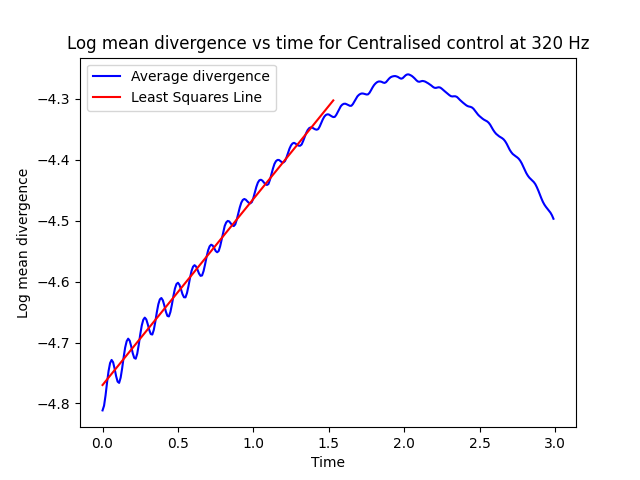 Log mean divergence vs time for Centralised control at 320 Hz
Average divergence
Least Squares Line
Log mean divergence
−4.3
−4.4
−4.5
−4.6
−4.7
−4.8
0.0 0.5 1.0 1.5 2.0 2.5 3.0
Time